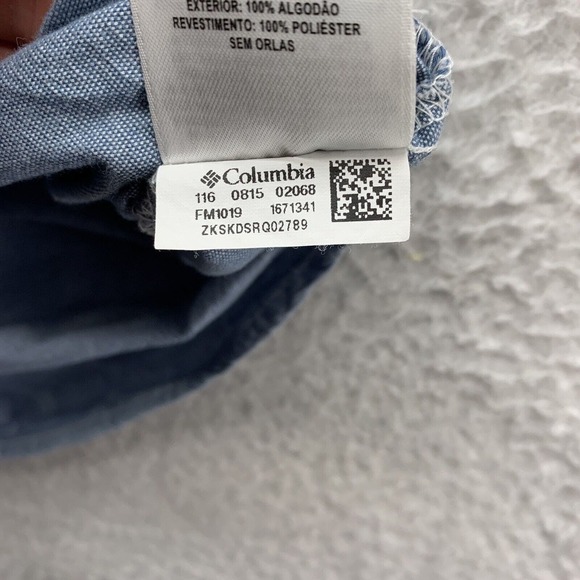 EXTERIOR: 100% ALGODÃO
REVESTIMENTO: 100% POLIÉSTER
SEM ORLAS
Columbia
116 0815 02068
FM1019 1671341
ZKSKDSRQ02789